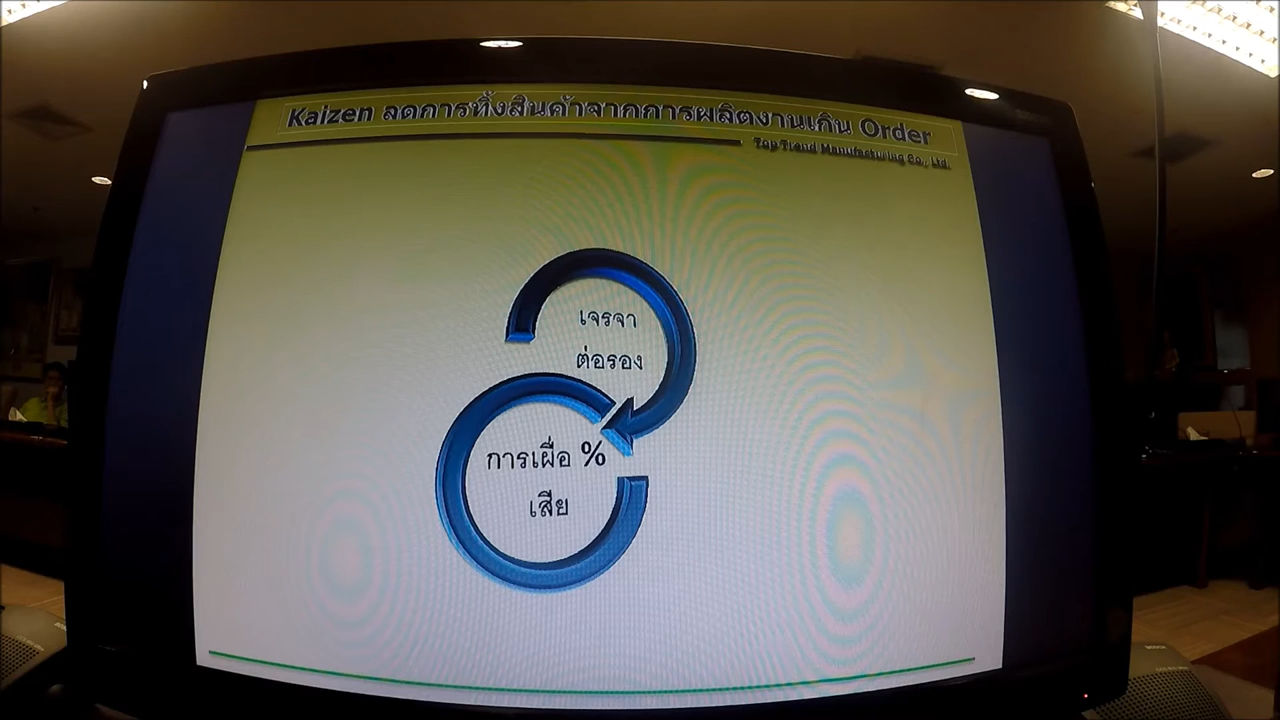 Kaizen ลดการทิ้งสินค้าจากการผลิตงานเกิน Order
Top Trend Manufacturing Co., Ltd.
เจรจา
ต่อรอง
การเผื่อ %
เสีย